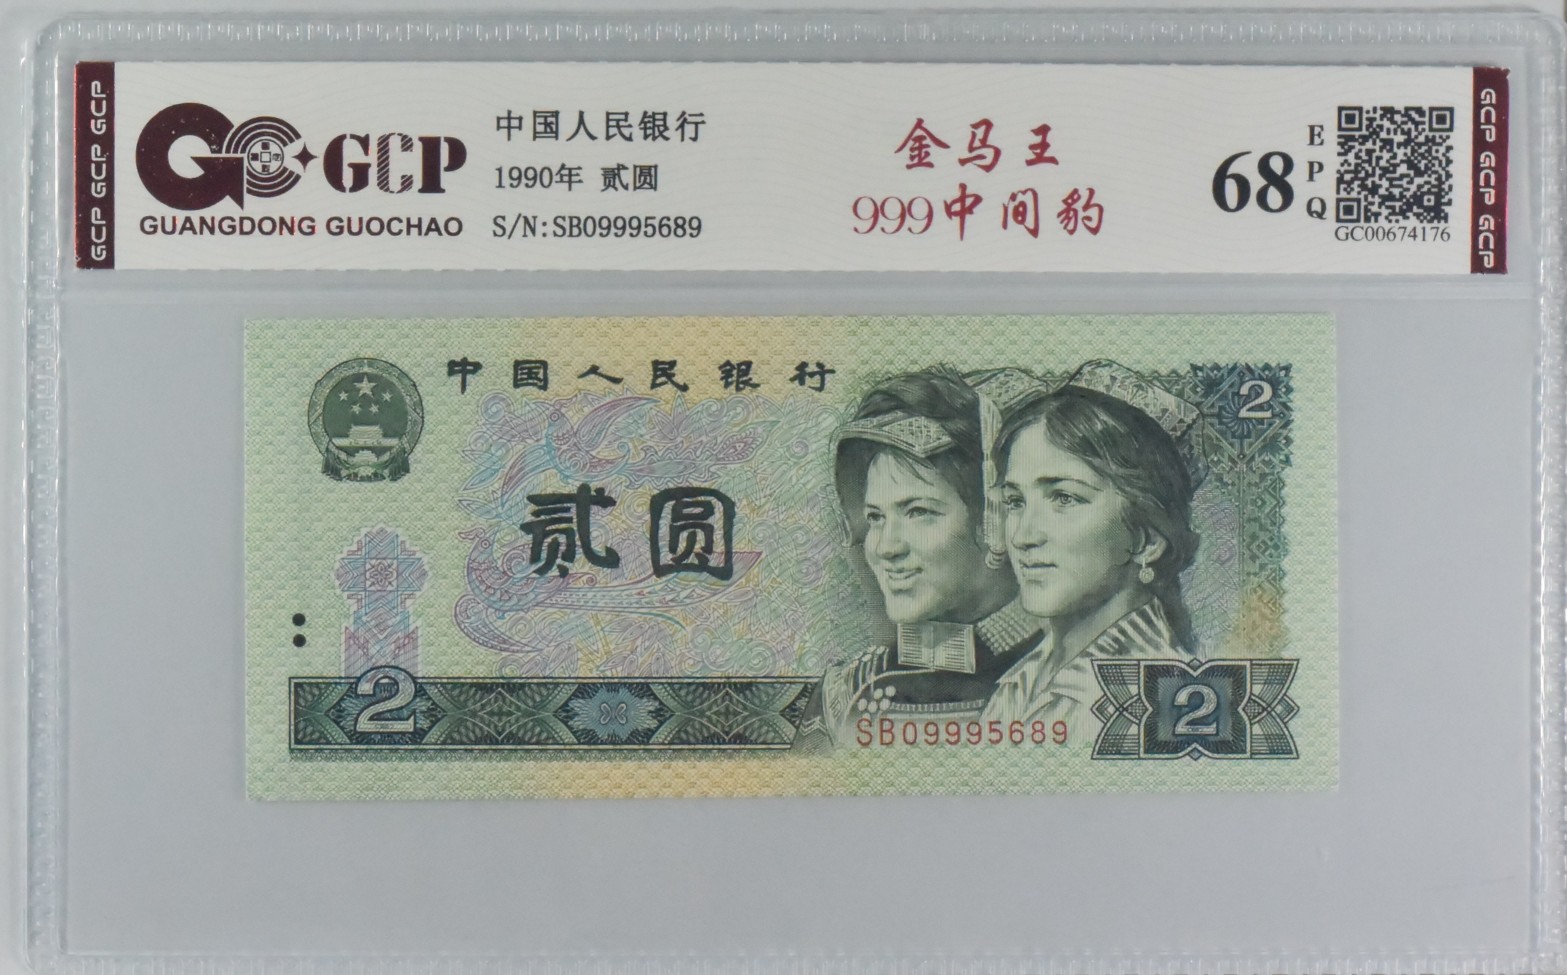 GCP GCP GCP
GCP
GUANGDONG GUOCHAO
中国人民银行
1990年 贰圆
S/N:SB09995689
金马王
999中间豹
68
EPQ
GC00674176
GCP GCP GCP
中国人民银行
2
贰圆
2
SB09995689
2